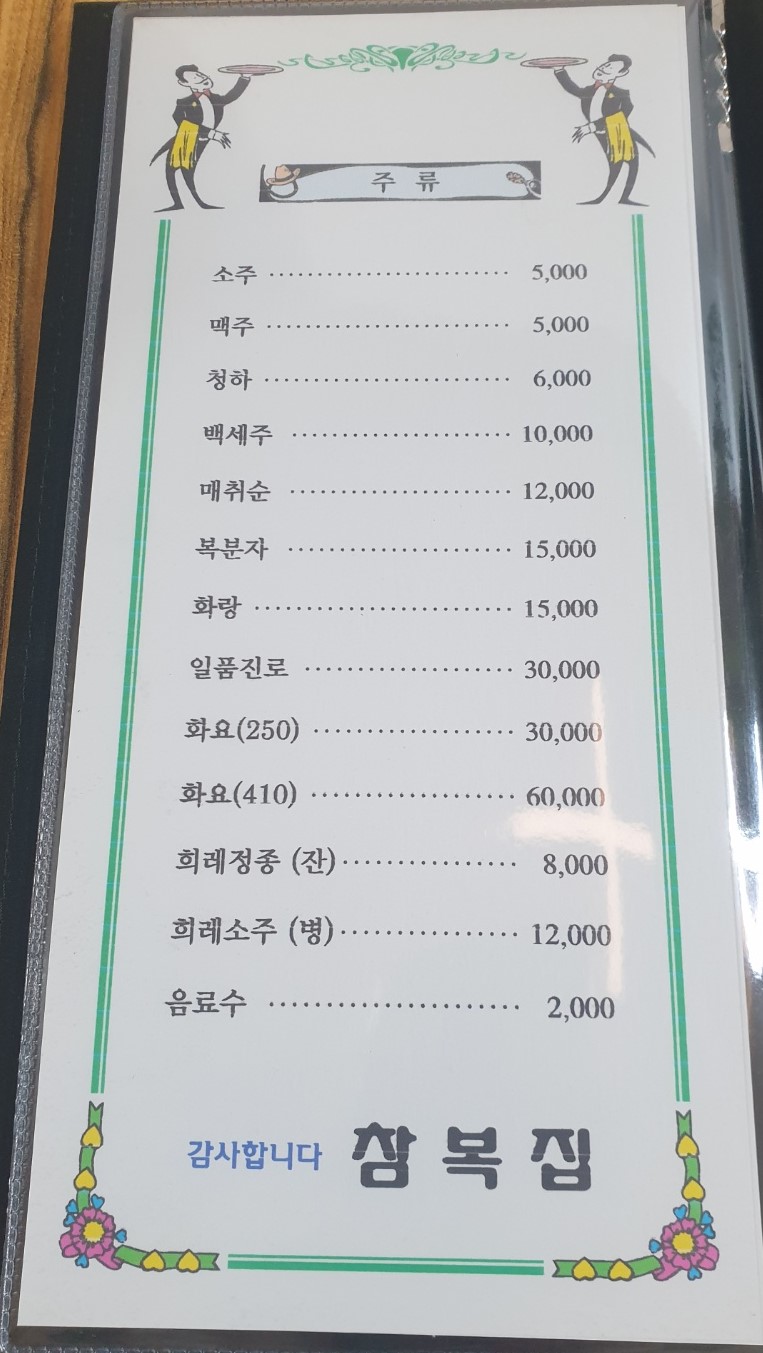 주 류
소주 ························ 5,000
맥주 ························ 5,000
청하 ························ 6,000
백세주 ····················· 10,000
매취순 ····················· 12,000
복분자 ····················· 15,000
화랑 ························· 15,000
일품진로 ···················· 30,000
화요(250) ··················· 30,000
화요(410) ··················· 60,000
희레정종 (잔)················ 8,000
희레소주 (병)················ 12,000
음료수 ······················· 2,000
감사합니다 참복집